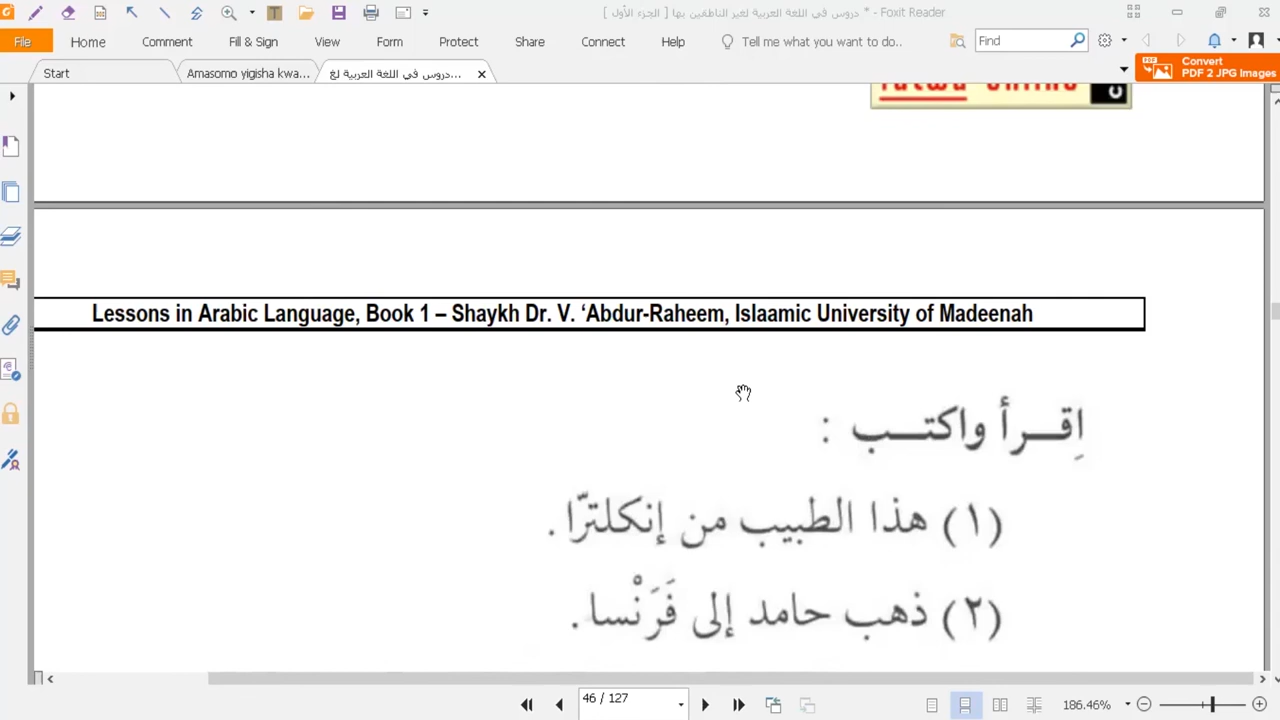 دروس في اللغة العربية لغير الناطقين بها [ الجزء الأول ] * - Foxit Reader
File Home Comment Fill & Sign View Form Protect Share Connect Help Tell me what you want to do.. Find
Start Amasomo yigisha kwa... دروس في اللغة العربية لغ...
Convert
PDF 2 JPG Images
Lessons in Arabic Language, Book 1 – Shaykh Dr. V. ‘Abdur-Raheem, Islaamic University of Madeenah
اِقـــرأ واكتـــب :
(١) هذا الطبيب من إنكلترّا .
(٢) ذهب حامد إلى فَرَنْسا .
46 / 127
186.46%